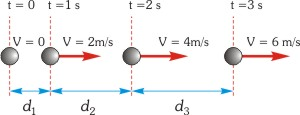 t = 0 t =1 s t =2 s t =3 s
V = 0 V = 2m/s V = 4m/s V = 6 m/s
d₁ d₂ d₃